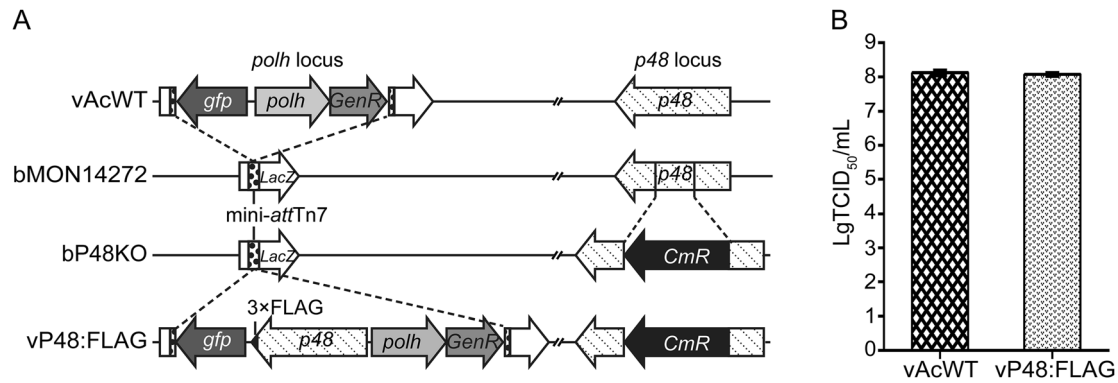 A
polh locus
p48 locus
vAcWT
gfp
polh
GenR
p48
bMON14272
LacZ
p48
mini-attTn7
bP48KO
LacZ
CmR
3×FLAG
vP48:FLAG
gfp
p48
polh
GenR
CmR
B
LgTCID50/mL
9
8
7
6
5
4
3
2
1
0
vAcWT
vP48:FLAG